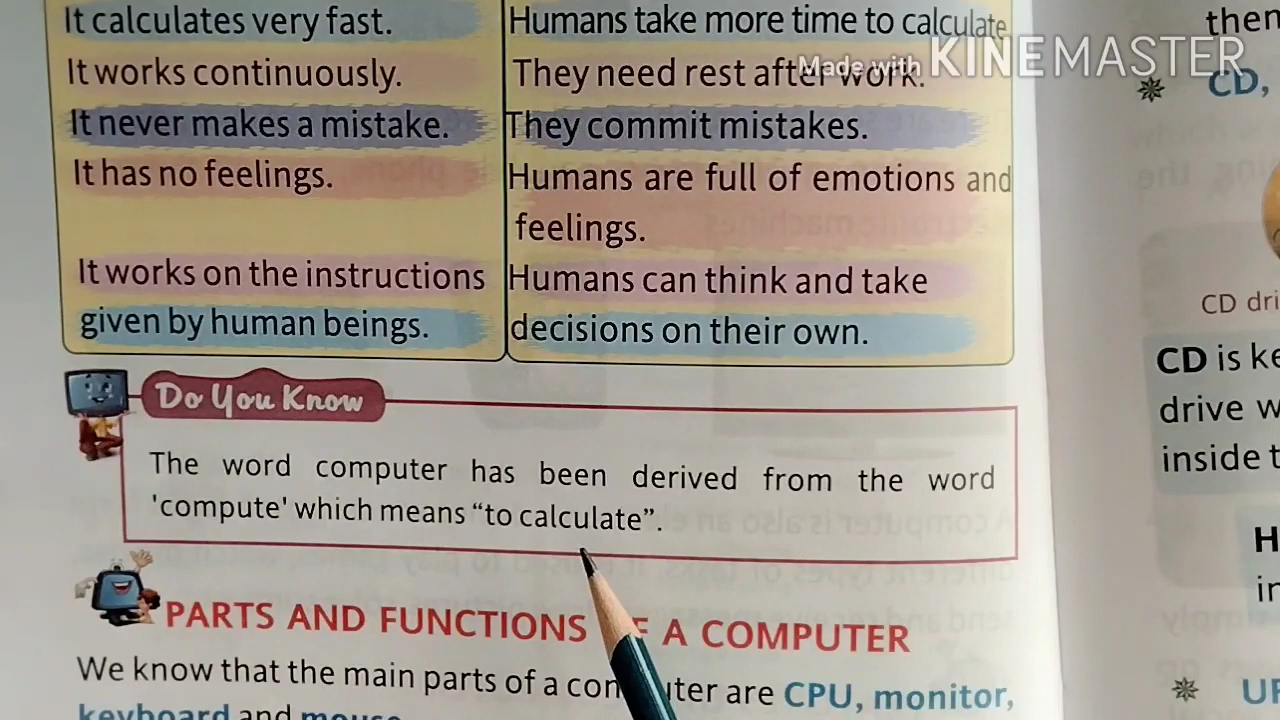 It calculates very fast.
Humans take more time to calculate
It works continuously.
They need rest after work.
It never makes a mistake.
They commit mistakes.
It has no feelings.
Humans are full of emotions and
feelings.
It works on the instructions
given by human beings.
Humans can think and take
decisions on their own.
Do You Know
The word computer has been derived from the word
'compute' which means “to calculate”.
PARTS AND FUNCTIONS A COMPUTER
We know that the main parts of a are CPU, monitor,
keyboard and mouse
Made with KINEMASTER
CD,
CD
CD is
drive
inside